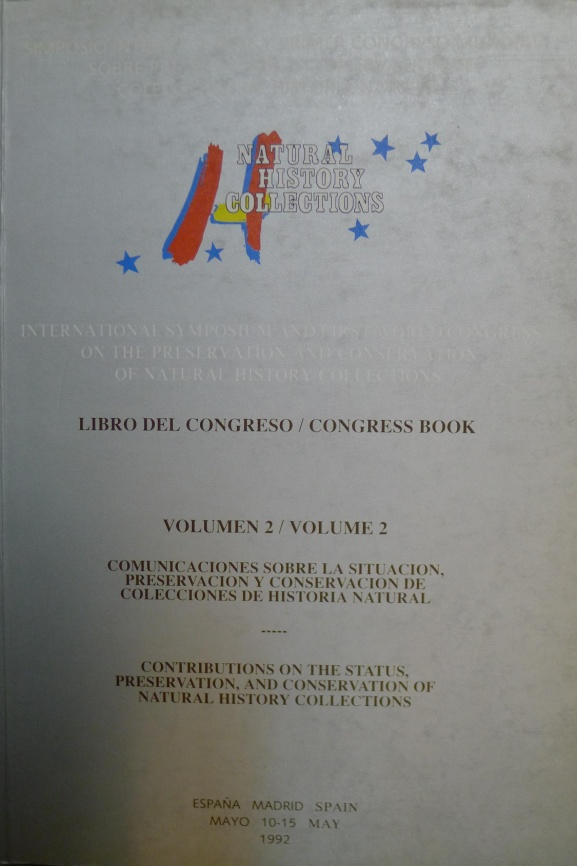 SIMPOSIO
SOBRE
NATURAL
HISTORY
COLLECTIONS
INTERNATIONAL SYMPOSIUM AND FIRST WORLD CONGRESS
ON THE PRESERVATION AND CONSERVATION
OF NATURAL HISTORY COLLECTIONS
LIBRO DEL CONGRESO / CONGRESS BOOK
VOLUMEN 2 / VOLUME 2
COMUNICACIONES SOBRE LA SITUACION,
PRESERVACION Y CONSERVACION DE
COLECCIONES DE HISTORIA NATURAL
-----
CONTRIBUTIONS ON THE STATUS,
PRESERVATION, AND CONSERVATION OF
NATURAL HISTORY COLLECTIONS
ESPAÑA MADRID SPAIN
MAYO 10-15 MAY
1992